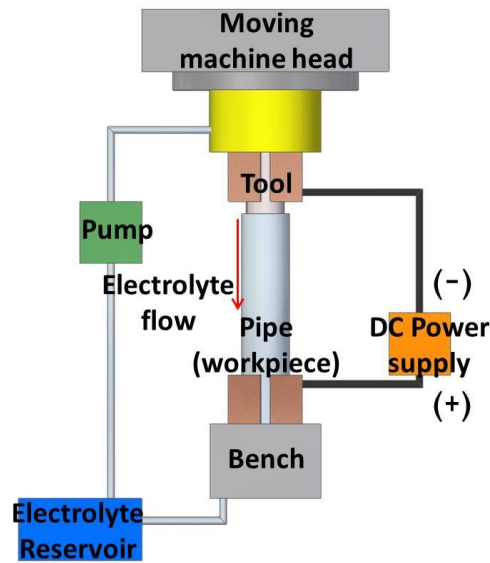 Moving
machine head
Tool
Pump
Electrolyte
flow
(−)
Pipe
(workpiece)
DC Power
supply
(+)
Bench
Electrolyte
Reservoir